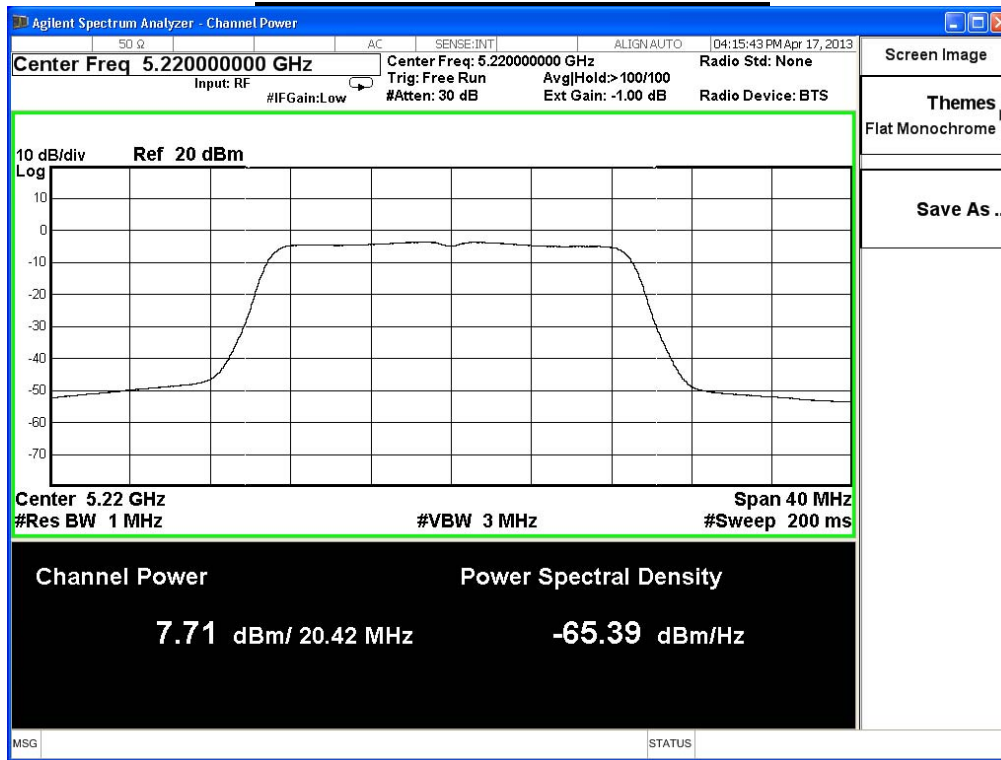 Agilent Spectrum Analyzer - Channel Power
50 Ω AC SENSE:INT ALIGN AUTO 04:15:43 PM Apr 17, 2013
Center Freq 5.220000000 GHz
Input: RF
#IFGain:Low
Center Freq: 5.220000000 GHz
Trig: Free Run Avg|Hold:>100/100
#Atten: 30 dB Ext Gain: -1.00 dB
Radio Std: None
Radio Device: BTS
10 dB/div Ref 20 dBm
Log
10
0
-10
-20
-30
-40
-50
-60
-70
Center 5.22 GHz Span 40 MHz
#Res BW 1 MHz #VBW 3 MHz #Sweep 200 ms
Channel Power Power Spectral Density
7.71 dBm/ 20.42 MHz -65.39 dBm/Hz
MSG STATUS
Screen Image
Themes
Flat Monochrome
Save As ..